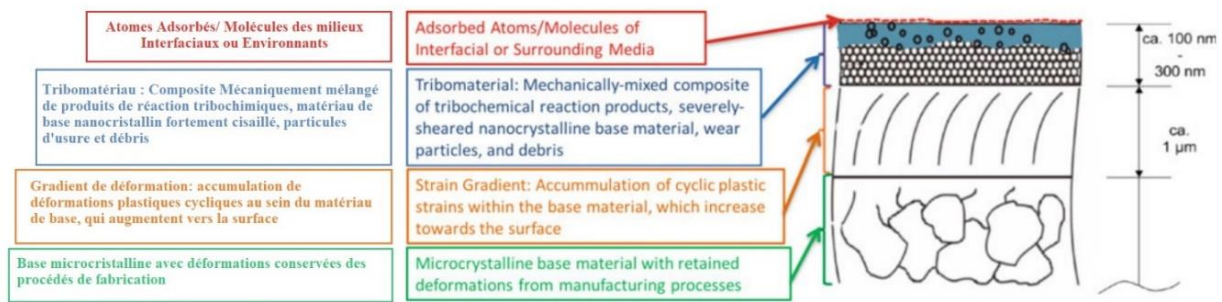 Atomes Adsorbés/ Molécules des milieux
Interfaciaux ou Environnants
Tribomatériau : Composite Mécaniquement mélangé
de produits de réaction tribochimiques, matériau de
base nanocristallin fortement cisaillé, particules
d'usure et débris
Gradient de déformation: accumulation de
déformations plastiques cycliques au sein du matériau
de base, qui augmentent vers la surface
Base microcristalline avec déformations conservées des
procédés de fabrication
Adsorbed Atoms/Molecules of
Interfacial or Surrounding Media
Tribomaterial: Mechanically-mixed composite
of tribochemical reaction products, severely-
sheared nanocrystalline base material, wear
particles, and debris
Strain Gradient: Accummulation of cyclic plastic
strains within the base material, which increase
towards the surface
Microcrystalline base material with retained
deformations from manufacturing processes
ca. 100 nm
-
300 nm
ca.
1 µm